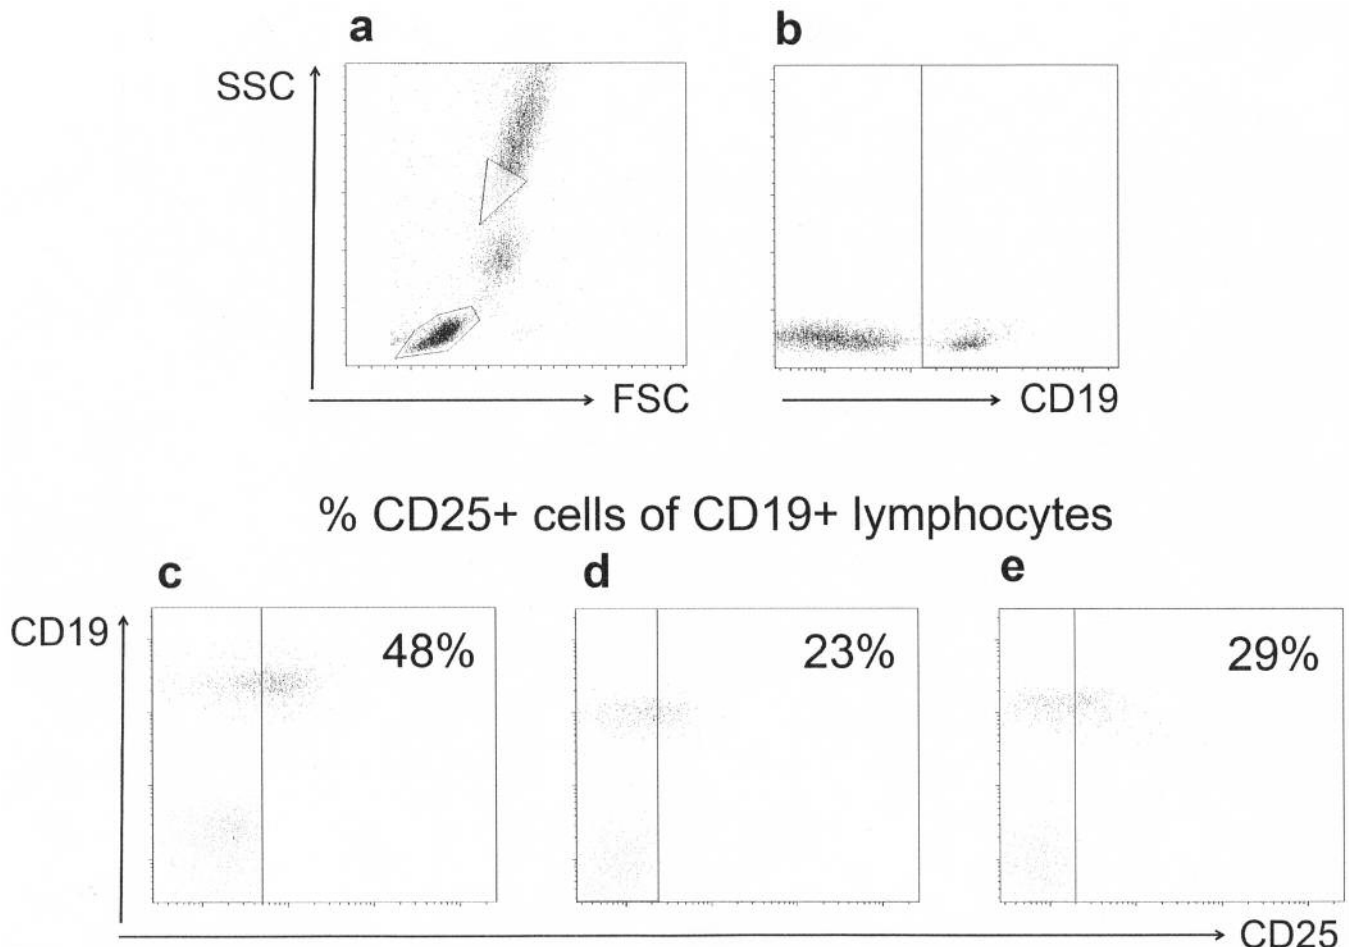 a
b
SSC
FSC
CD19
% CD25+ cells of CD19+ lymphocytes
c
d
e
CD19
48%
23%
29%
CD25